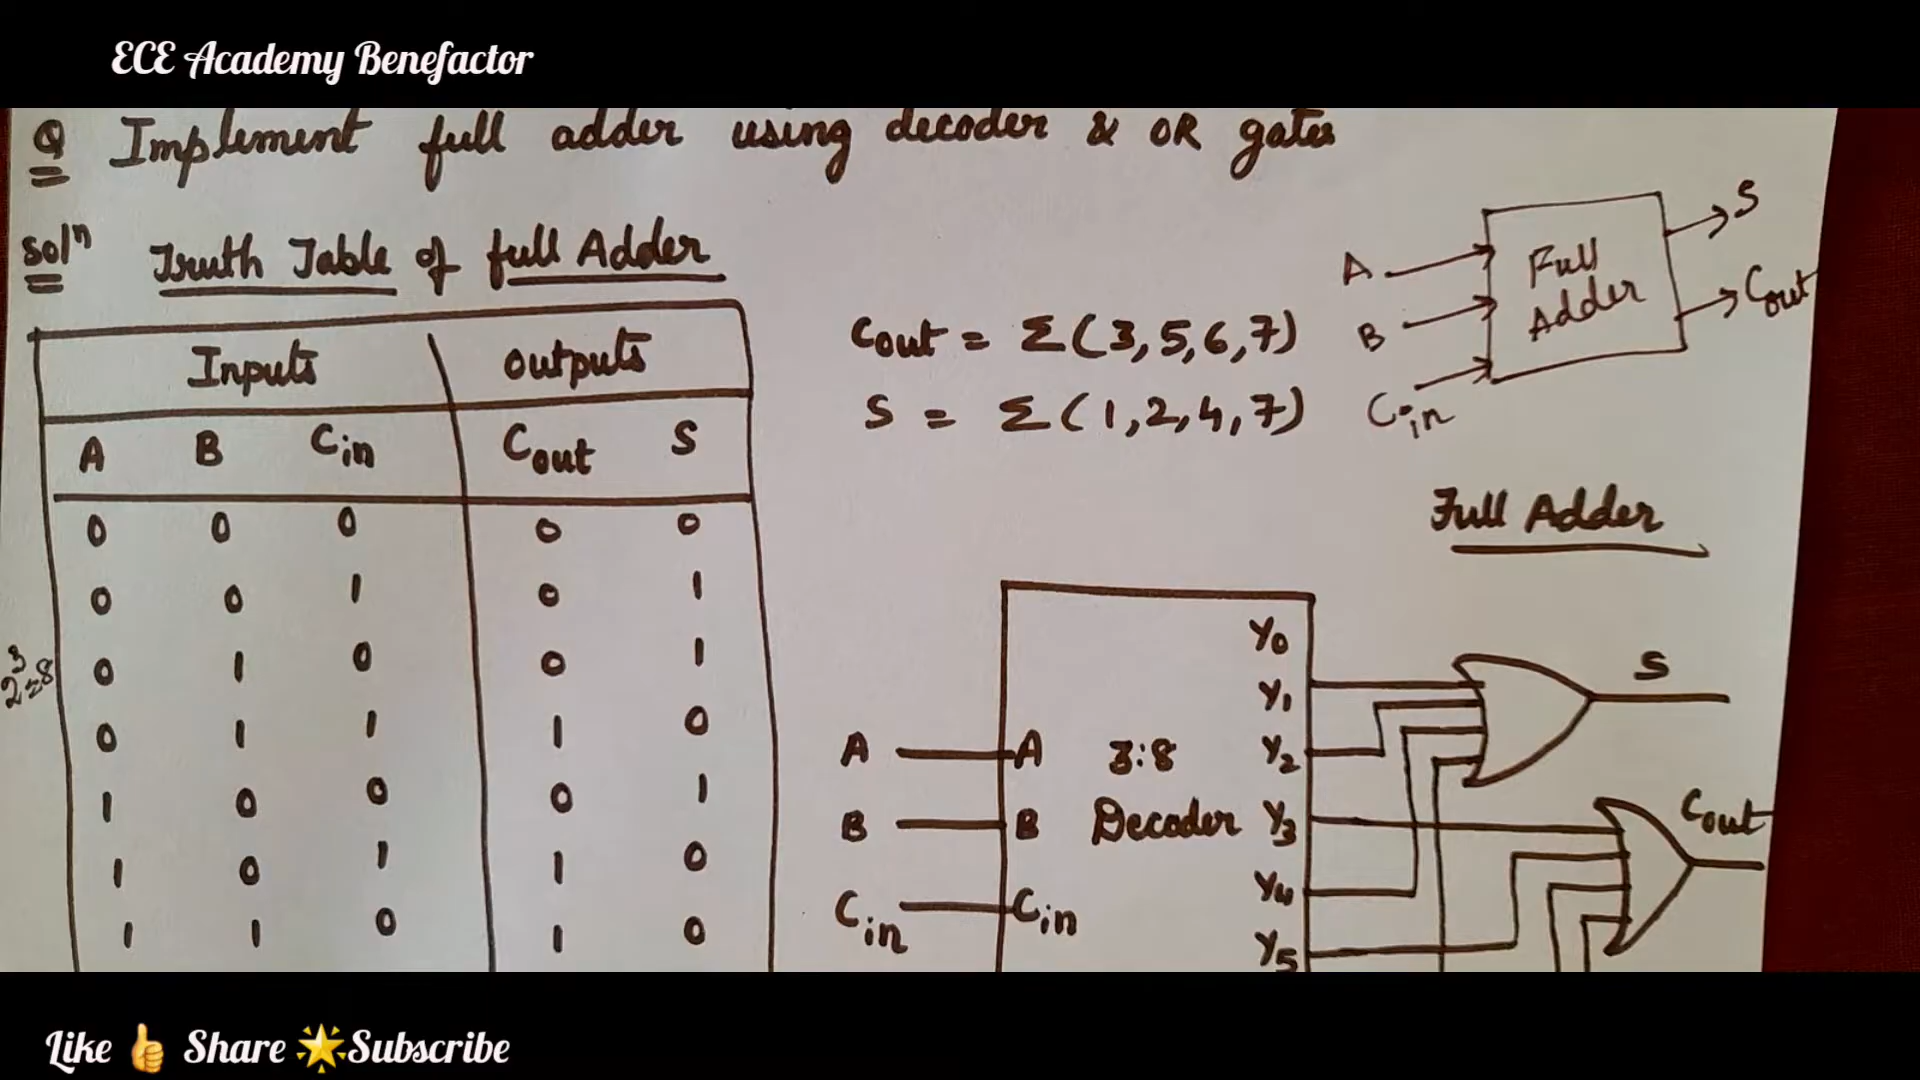 ECE Academy Benefactor
Q Implement full adder using decoder & OR gates
Solⁿ Truth Table of full Adder
Inputs outputs
A B Cin Cout S
0 0 0 0 0
0 0 1 0 1
0 1 0 0 1
0 1 1 1 0
1 0 0 0 1
1 0 1 1 0
1 1 0 1 0
2³=8
Cout = Σ(3,5,6,7)
S = Σ(1,2,4,7)
A
B
Cin
Full
Adder
S
Cout
Full Adder
A
B
Cin
A
B
Cin
3:8
Decoder
Y0
Y1
Y2
Y3
Y4
Y5
S
Cout
Like 👍 Share 🌟Subscribe